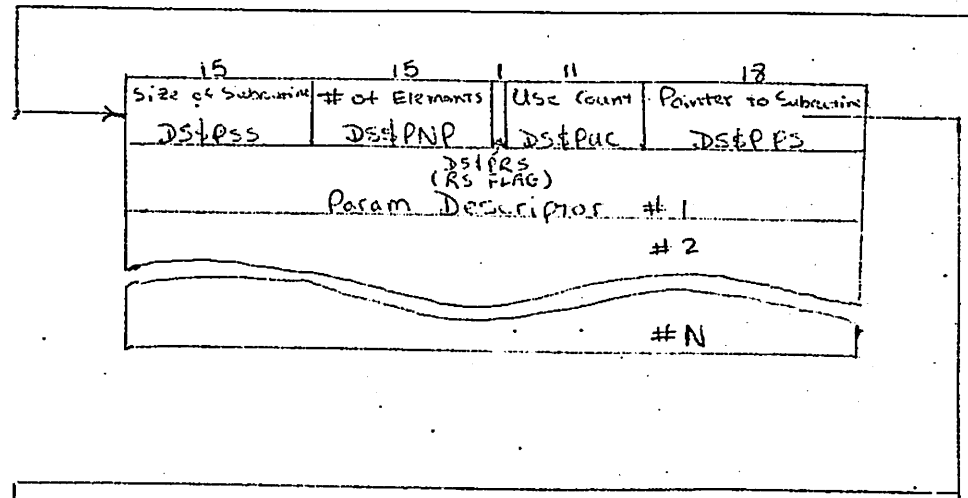 15 15 1 11 18
Size of Subroutine # of Elements Use Count Pointer to Subroutine
DS$PSS DS$PNP DS$PUC DS$PPS
DS$PRS
(RS FLAG)
Param Descriptor #1
#2
#N